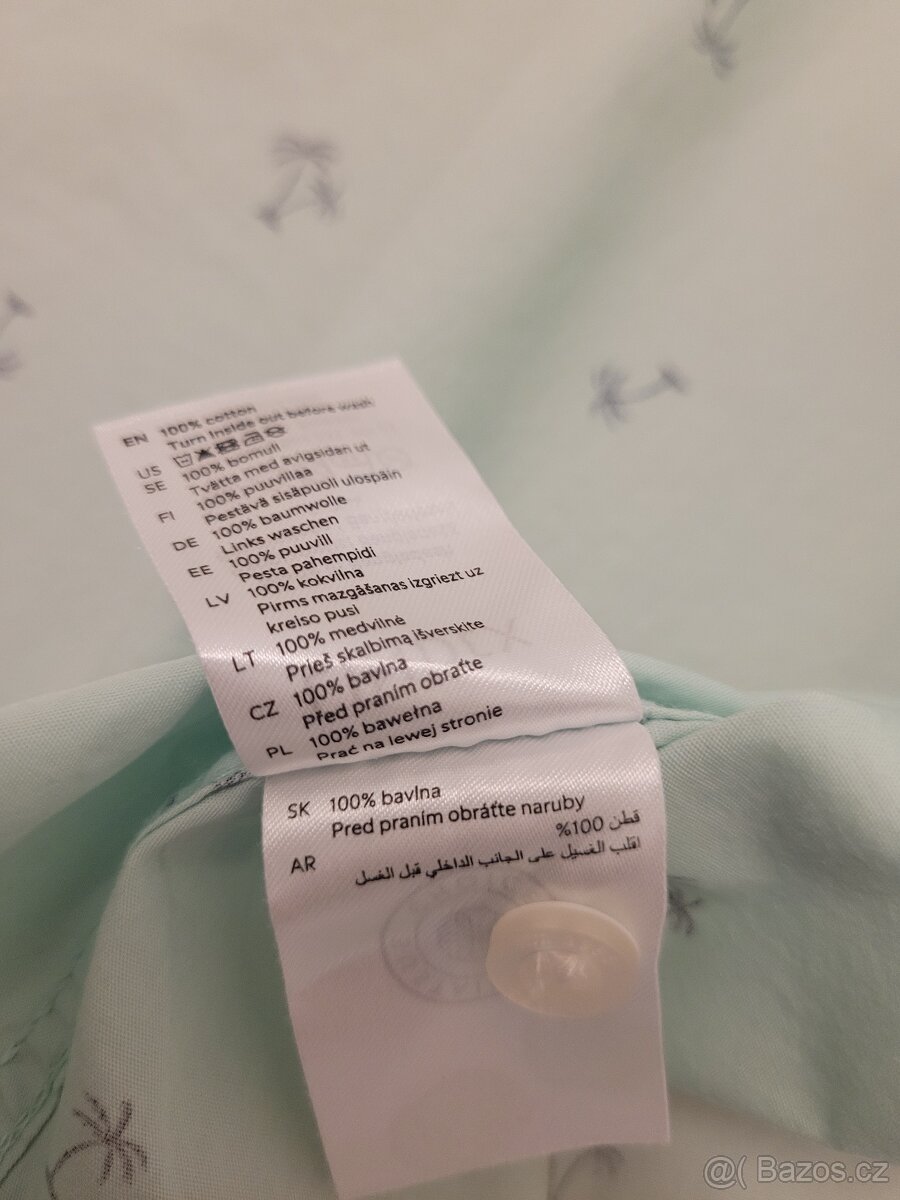 EN 100% cotton
Turn inside out before wash
US
SE 100% bomull
Tvätta med avigsidan ut
FI 100% puuvillaa
Pestävä sisäpuoli ulospäin
DE 100% baumwolle
Links waschen
EE 100% puuvill
Pesta pahempidi
LV 100% kokvilna
Pirms mazgāšanas izgriezt uz
kreiso pusi
LT 100% medvilnė
Prieš skalbimą išverskite
CZ 100% bavlna
Před praním obraťte
PL 100% bawełna
Prać na lewej stronie
SK 100% bavlna
Pred praním obráťte naruby
AR قطن 100%
اقلب الغسيل على الجانب الداخلي قبل الغسل
@( Bazos.cz